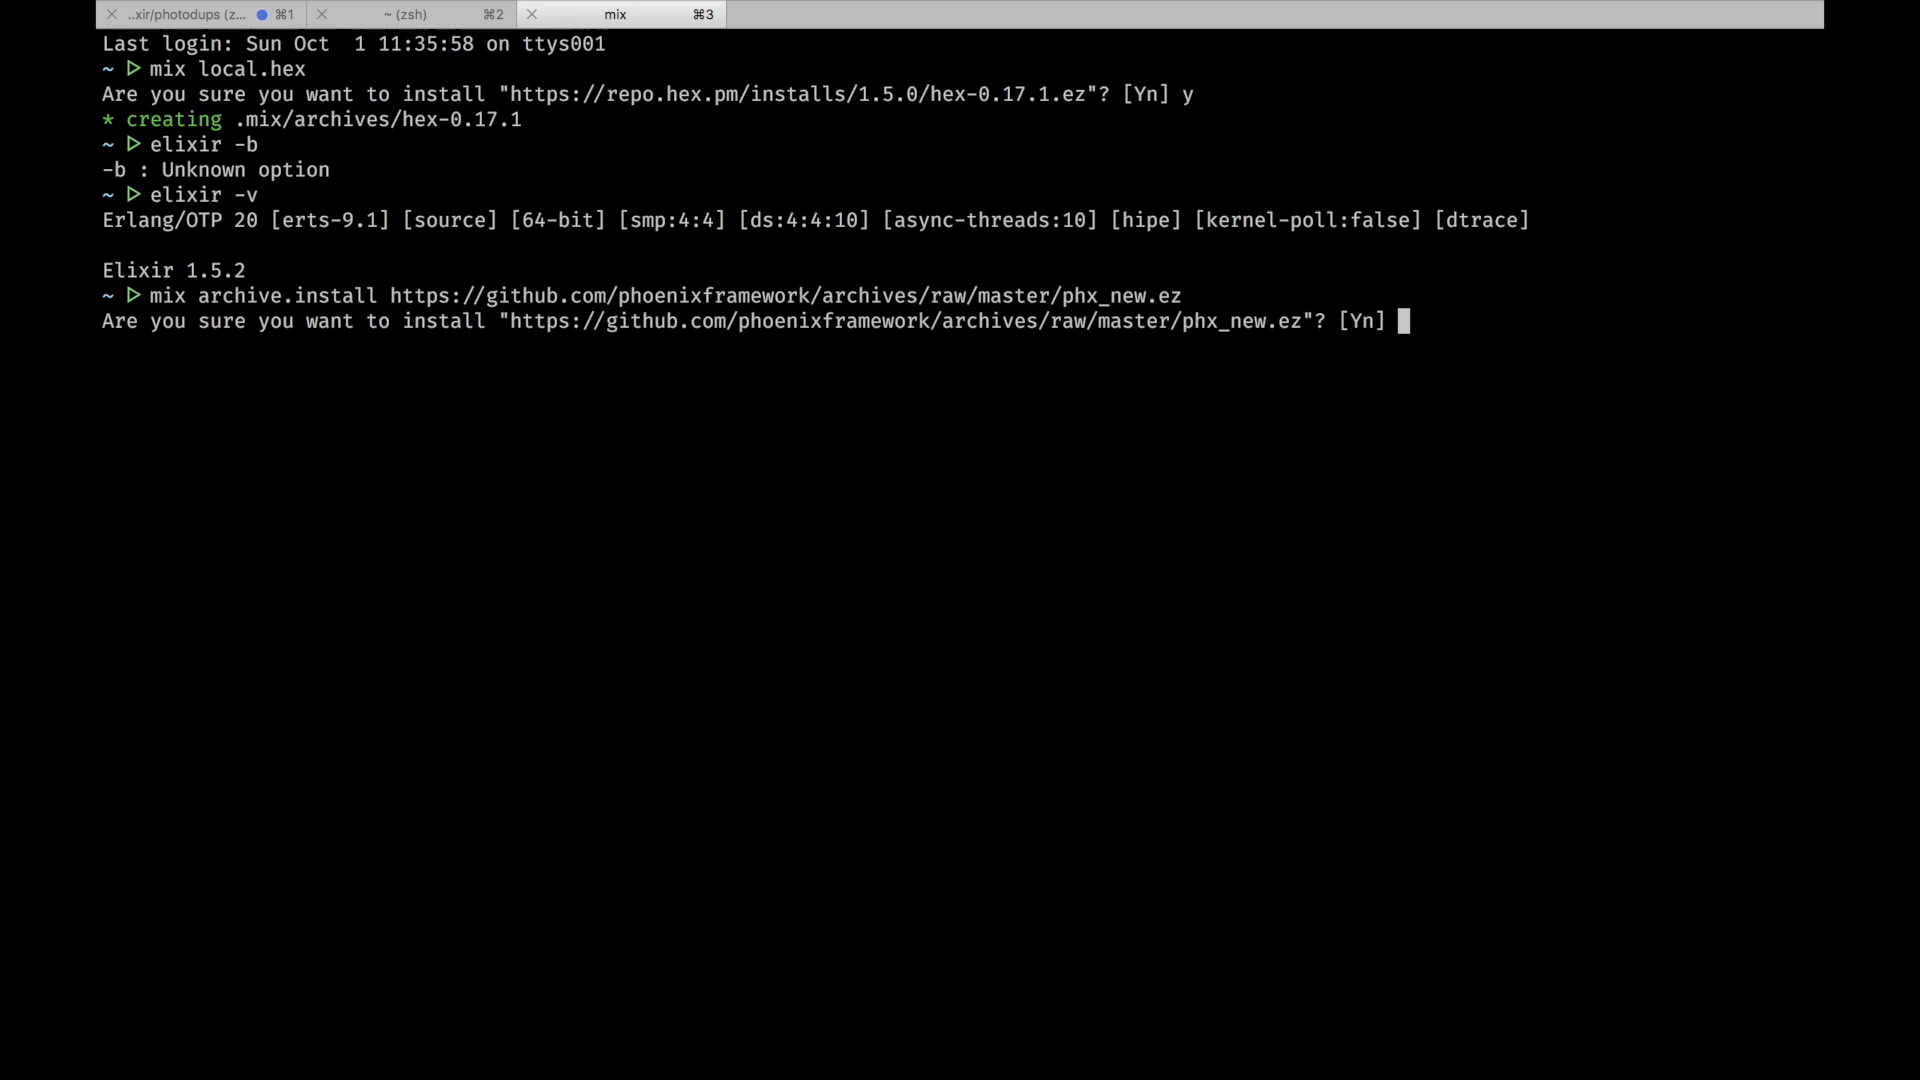 ..xir/photodups (z... ⌘1 ~ (zsh) ⌘2 mix ⌘3
Last login: Sun Oct  1 11:35:58 on ttys001
~ ▷ mix local.hex
Are you sure you want to install "https://repo.hex.pm/installs/1.5.0/hex-0.17.1.ez"? [Yn] y
* creating .mix/archives/hex-0.17.1
~ ▷ elixir -b
-b : Unknown option
~ ▷ elixir -v
Erlang/OTP 20 [erts-9.1] [source] [64-bit] [smp:4:4] [ds:4:4:10] [async-threads:10] [hipe] [kernel-poll:false] [dtrace]
Elixir 1.5.2
~ ▷ mix archive.install https://github.com/phoenixframework/archives/raw/master/phx_new.ez
Are you sure you want to install "https://github.com/phoenixframework/archives/raw/master/phx_new.ez"? [Yn]